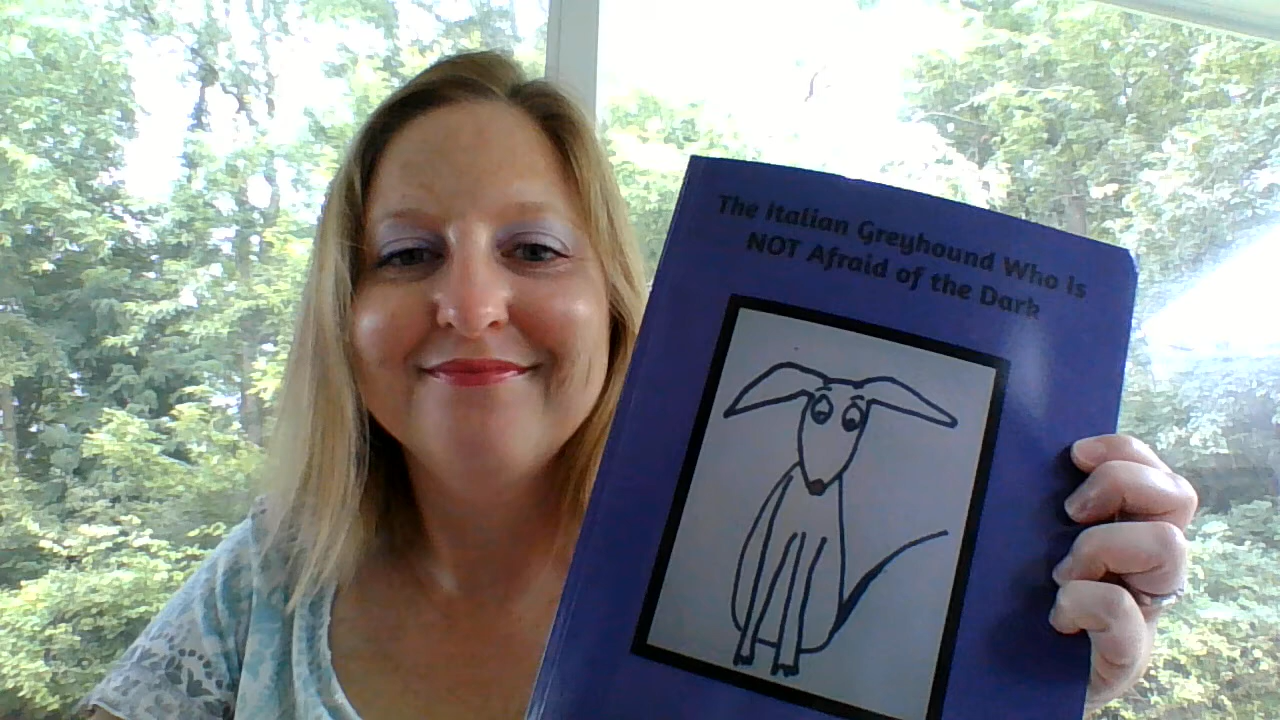 The Italian Greyhound Who Is
NOT Afraid of the Dark